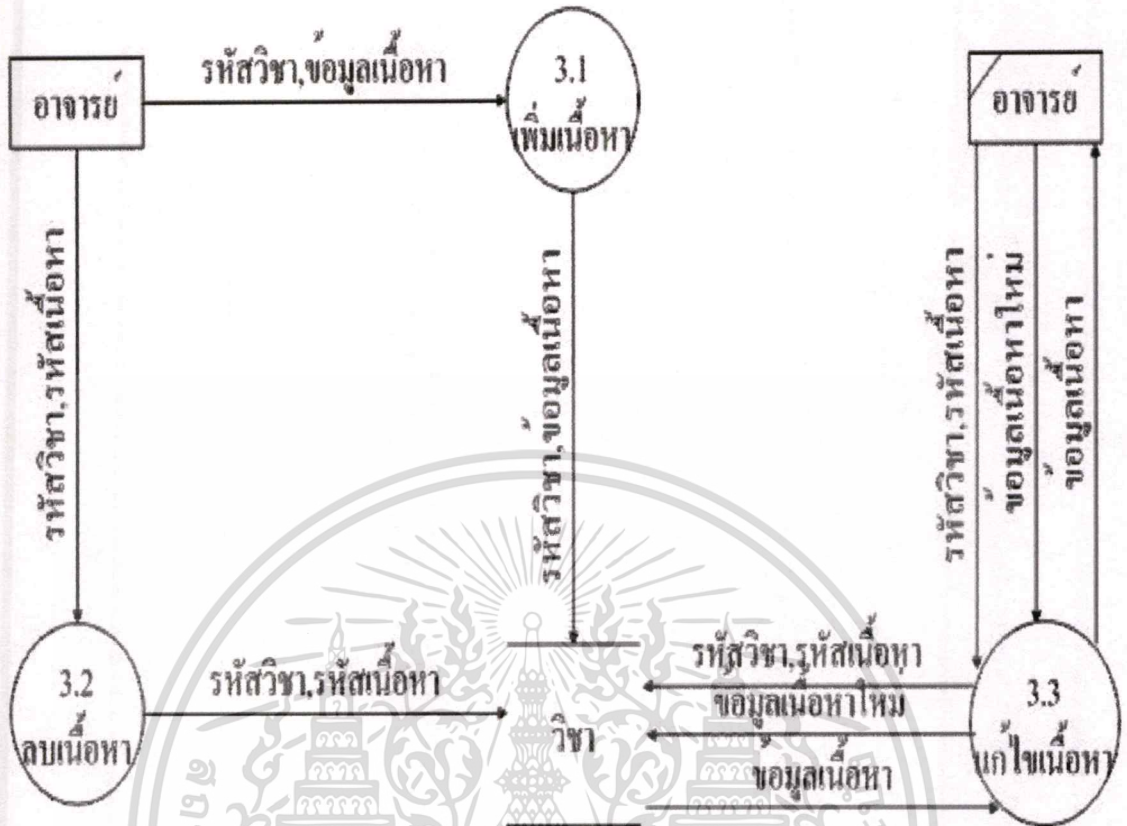 อาจารย์
รหัสวิชา,ข้อมูลเนื้อหา
3.1
เพิ่มเนื้อหา
อาจารย์
รหัสวิชา,รหัสเนื้อหา
รหัสวิชา,ข้อมูลเนื้อหา
รหัสวิชา,รหัสเนื้อหา
ข้อมูลเนื้อหาใหม่
ข้อมูลเนื้อหา
3.2
ลบเนื้อหา
รหัสวิชา,รหัสเนื้อหา
วิชา
รหัสวิชา,รหัสเนื้อหา
ข้อมูลเนื้อหาใหม่
ข้อมูลเนื้อหา
3.3
แก้ไขเนื้อหา